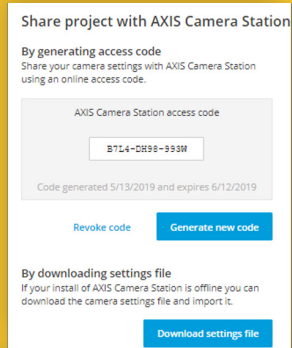 Share project with AXIS Camera Station
By generating access code
Share your camera settings with AXIS Camera Station
using an online access code.
AXIS Camera Station access code
B7L4-DH98-993W
Code generated 5/13/2019 and expires 6/12/2019
Revoke code
Generate new code
By downloading settings file
If your install of AXIS Camera Station is offline you can
download the camera settings file and import it.
Download settings file